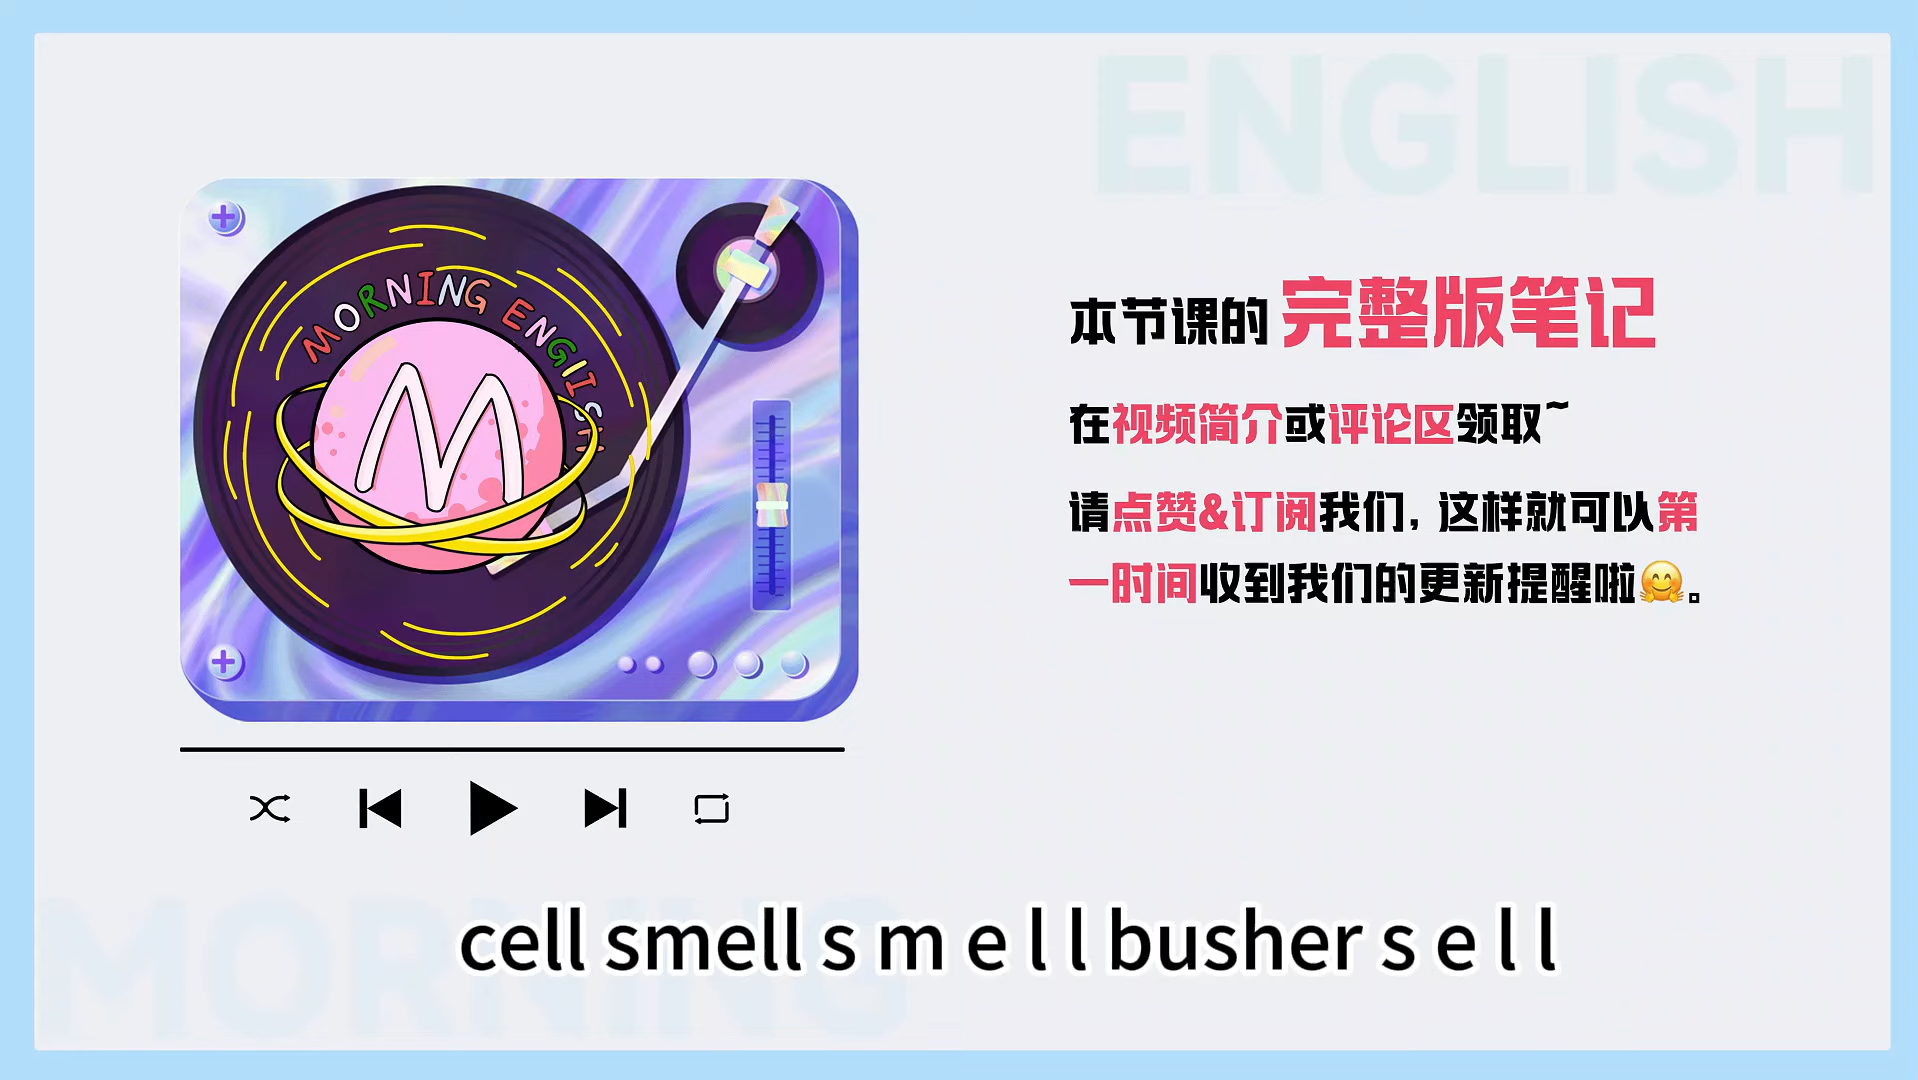 ENGLISH
MORNING ENGLISH
M
本节课的 完整版笔记
在视频简介或评论区领取~
请点赞&订阅我们, 这样就可以第
一时间收到我们的更新提醒啦🤗。
MORNING
cell smell s m e l l busher s e l l